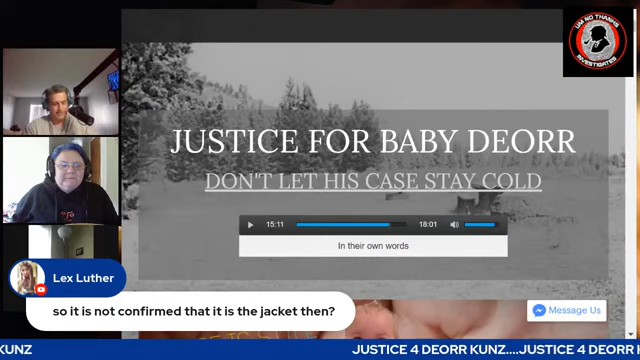 UM NO THANKS
INVESTIGATES
JUSTICE FOR BABY DEORR
DON'T LET HIS CASE STAY COLD
15:11
18:01
In their own words
Lex Luther
so it is not confirmed that it is the jacket then?
Message Us
KUNZ
JUSTICE 4 DEORR KUNZ....JUSTICE 4 DEORR K